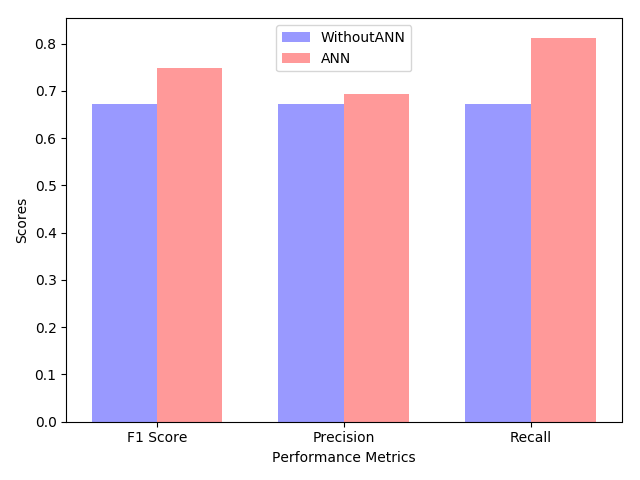 WithoutANN
ANN
Scores
0.8
0.7
0.6
0.5
0.4
0.3
0.2
0.1
0.0
F1 Score
Precision
Recall
Performance Metrics